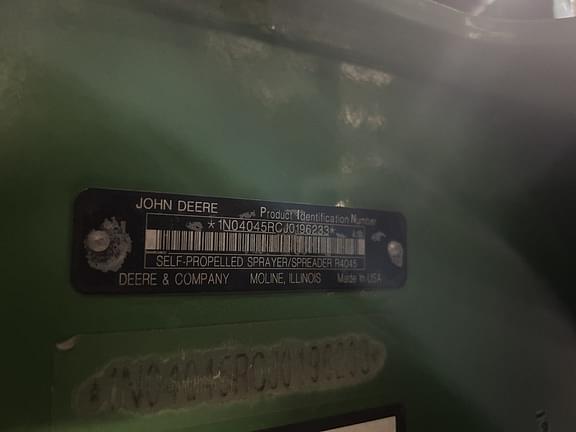 JOHN DEERE
Product Identification Number
*1N04045RCJ0196233*
SELF-PROPELLED SPRAYER/SPREADER R4045
DEERE & COMPANY MOLINE, ILLINOIS Made in USA